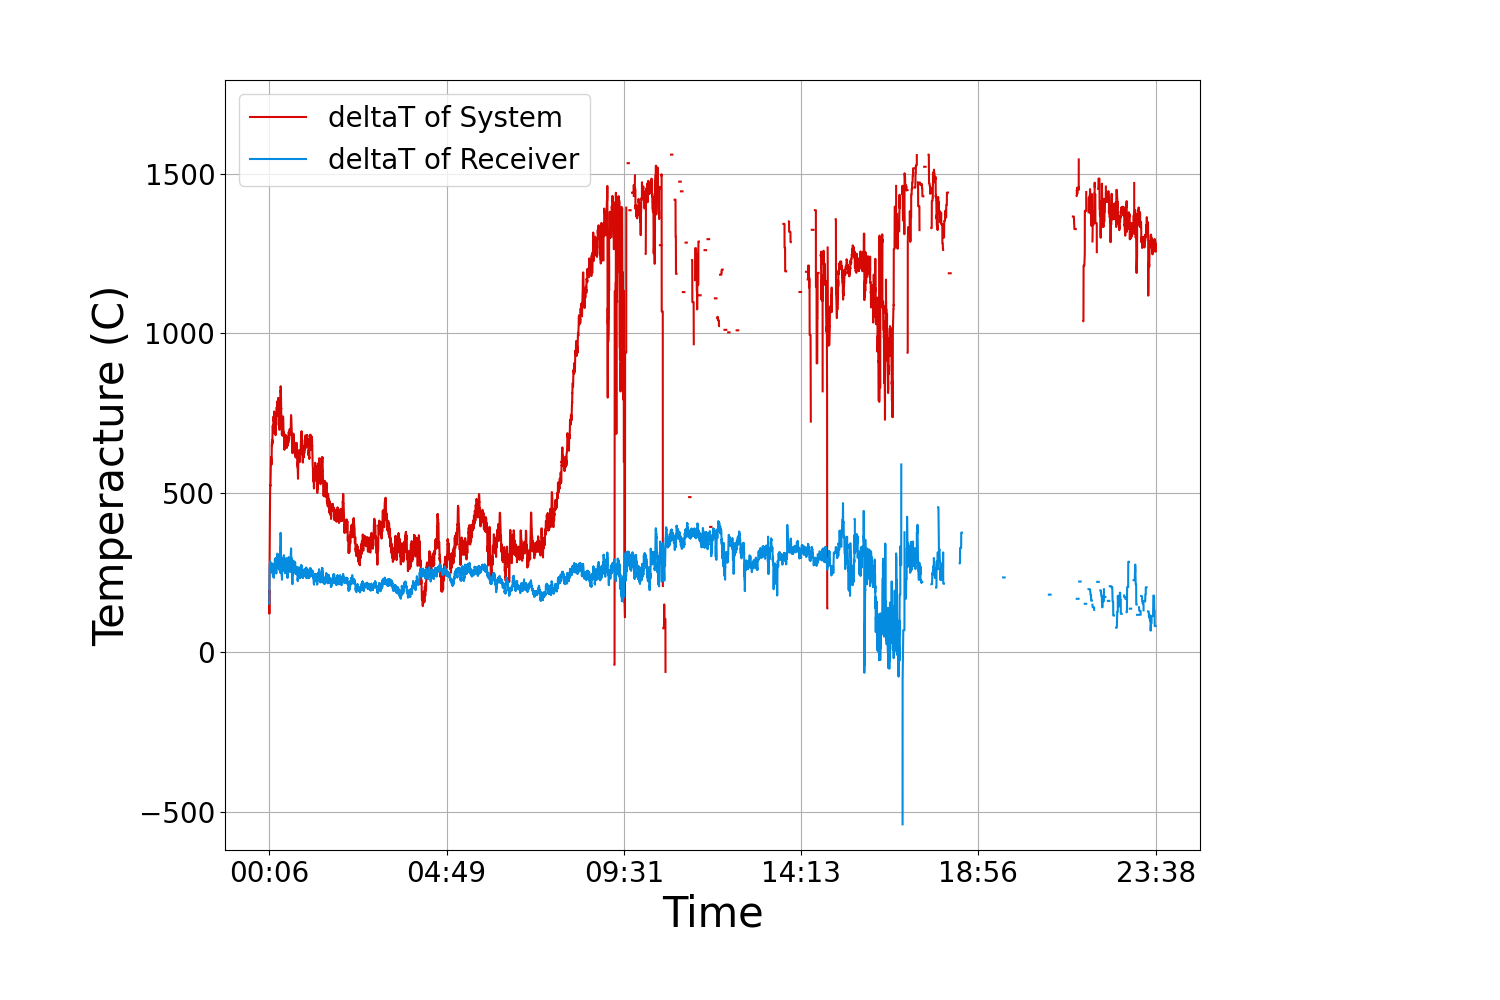 deltaT of System
deltaT of Receiver
Temperacture (C)
1500
1000
500
0
−500
00:06 04:49 09:31 14:13 18:56 23:38
Time